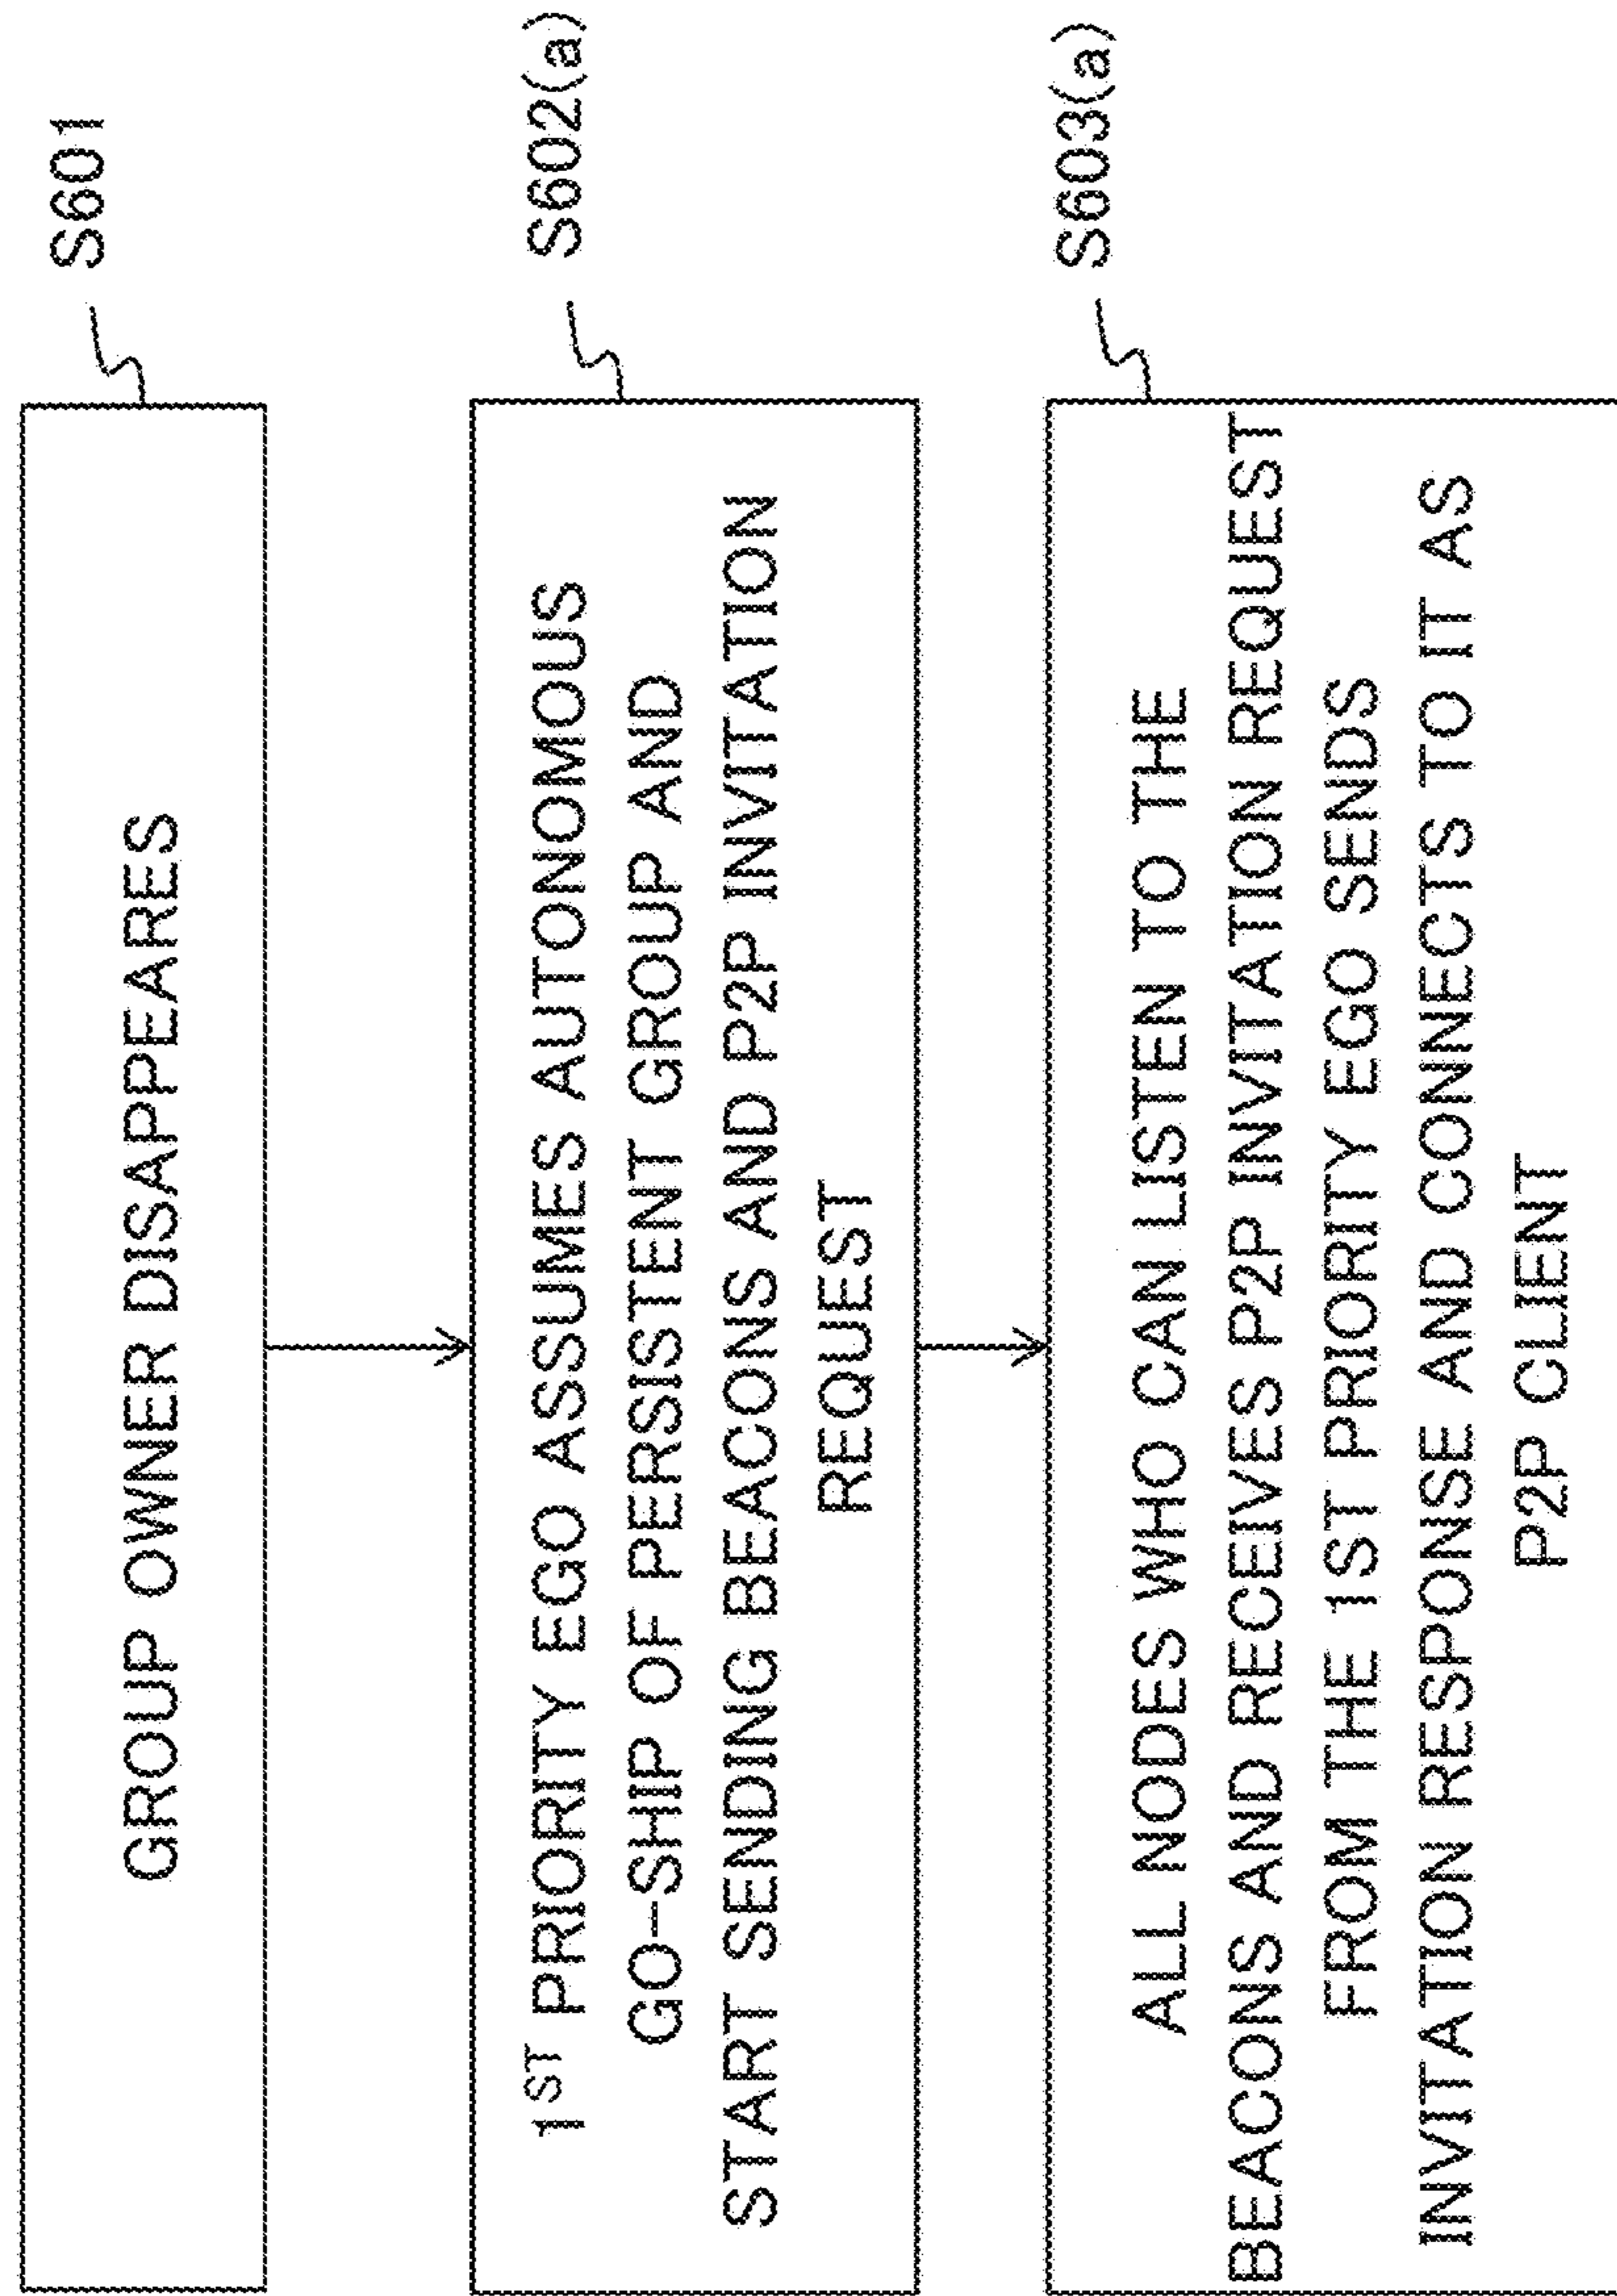 S601
GROUP OWNER DISAPPEARES
S602(a)
1ST PRIORITY EGO ASSUMES AUTONOMOUS
GO-SHIP OF PERSISTENT GROUP AND
START SENDING BEACONS AND P2P INVITATION
REQUEST
S603(a)
ALL NODES WHO CAN LISTEN TO THE
BEACONS AND RECEIVES P2P INVITATION REQUEST
FROM THE 1ST PRIORITY EGO SENDS
INVITATION RESPONSE AND CONNECTS TO IT AS
P2P CLIENT